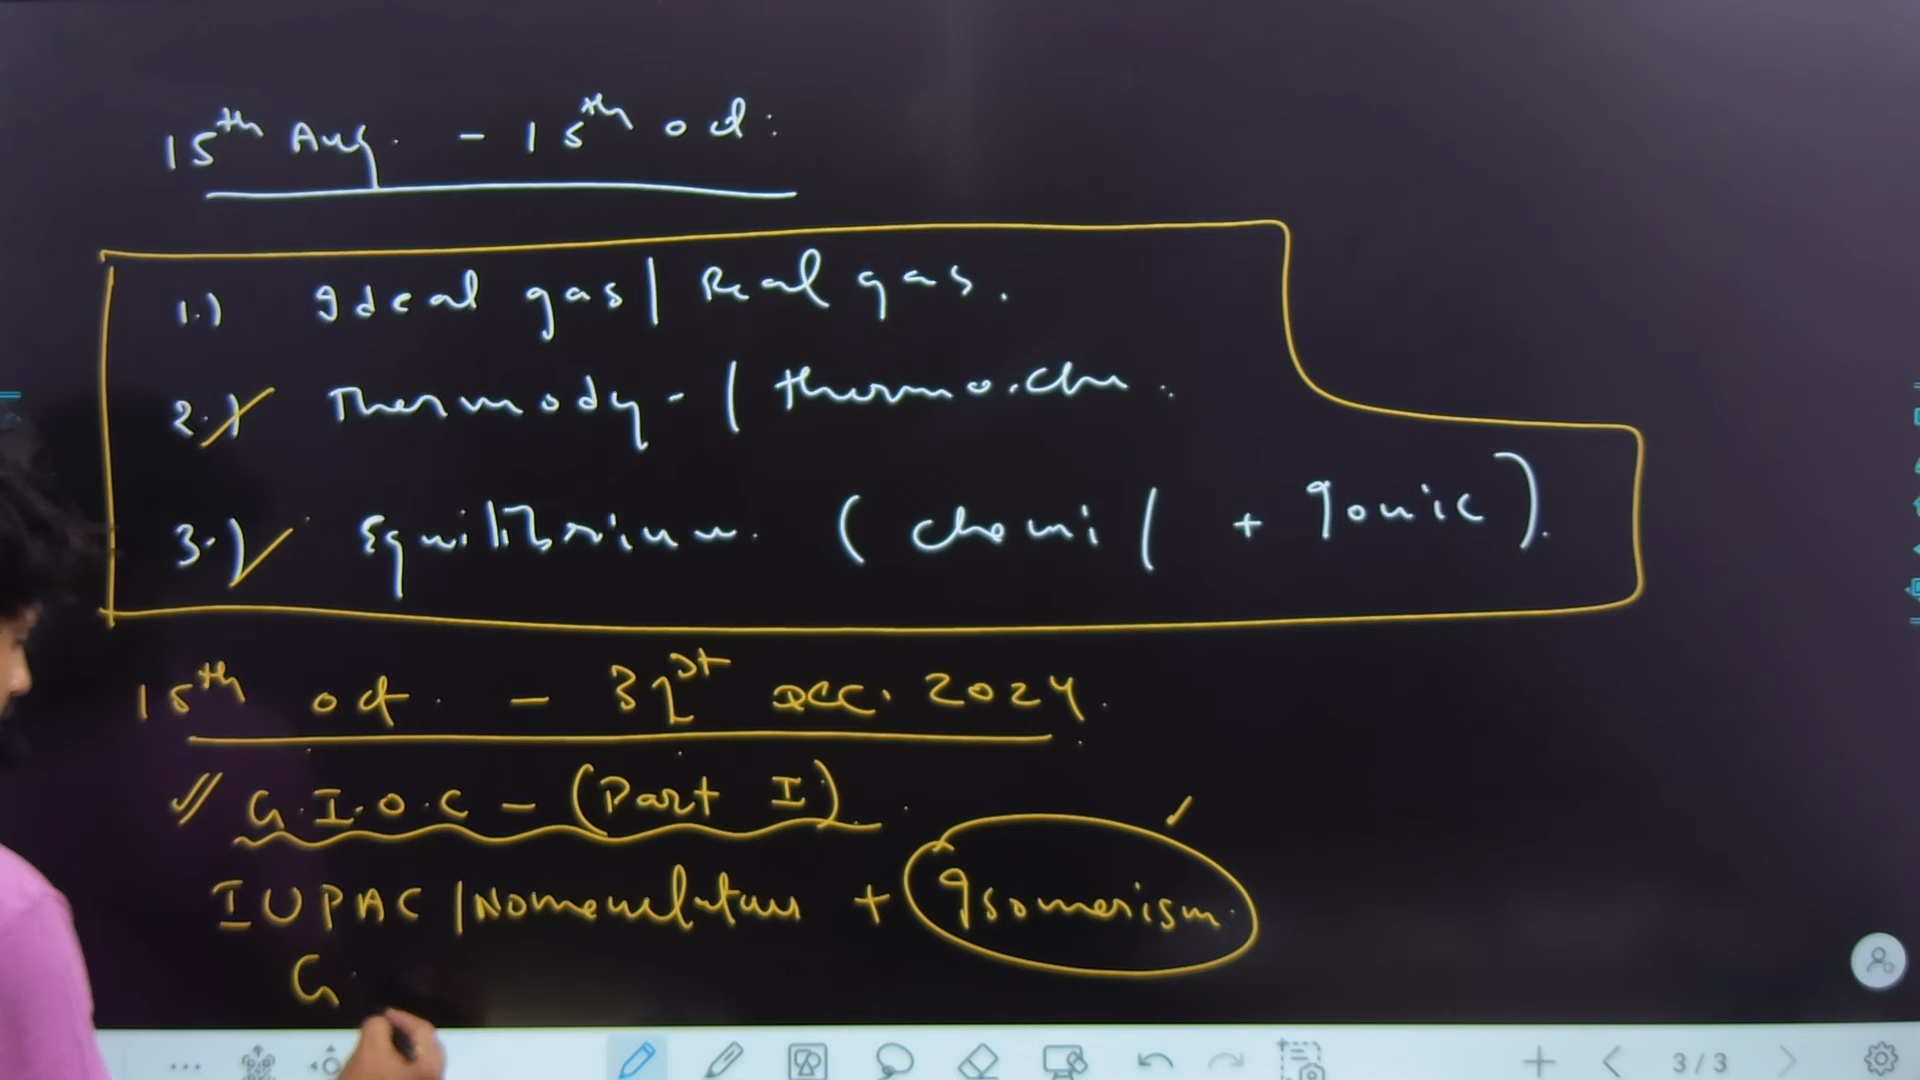 15th Aug. - 15th oct.
1.) Ideal gas | Real gas.
2.) Thermody- | thermo.che.
3.) Equilibrium. (chemi | + Ionic).
15th oct. - 31st Dec. 2024.
G.I.O.C - (Part I).
IUPAC | Nomenclature + Isomerism.
G.
3/3